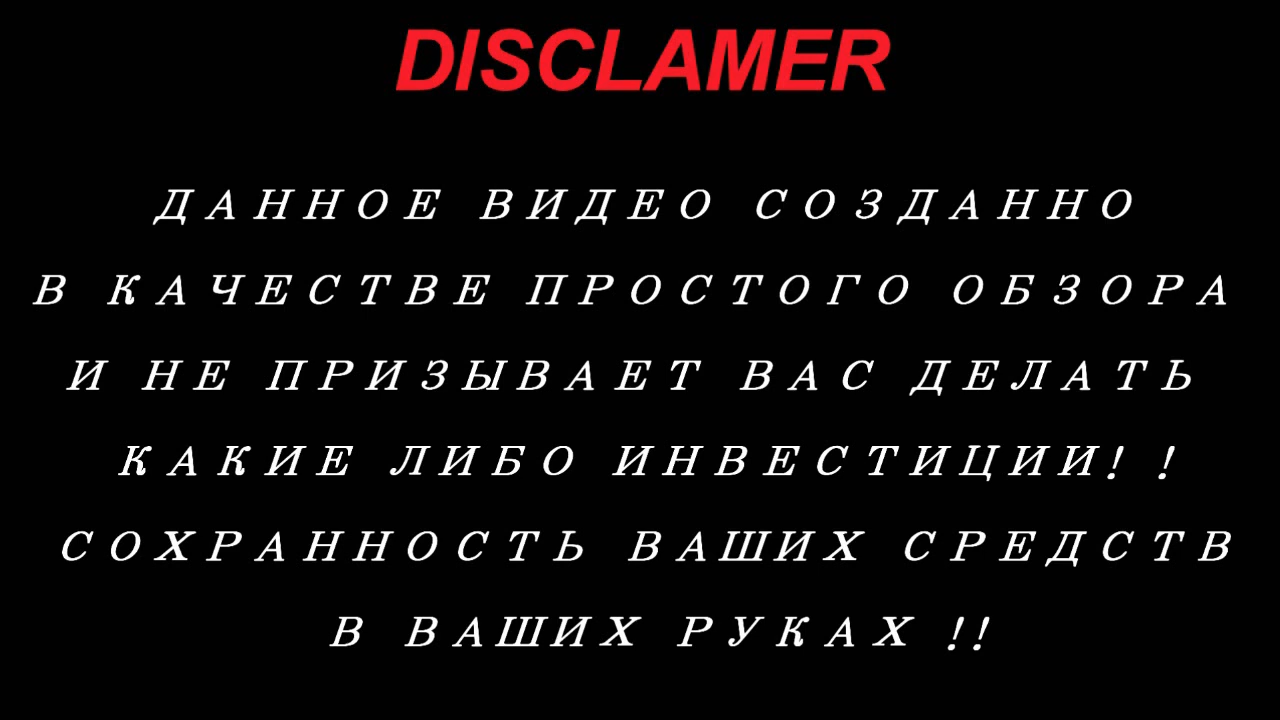 DISCLAMER
ДАННОЕ ВИДЕО СОЗДАННО
В КАЧЕСТВЕ ПРОСТОГО ОБЗОРА
И НЕ ПРИЗЫВАЕТ ВАС ДЕЛАТЬ
КАКИЕ ЛИБО ИНВЕСТИЦИИ! !
СОХРАННОСТЬ ВАШИХ СРЕДСТВ
В ВАШИХ РУКАХ !!